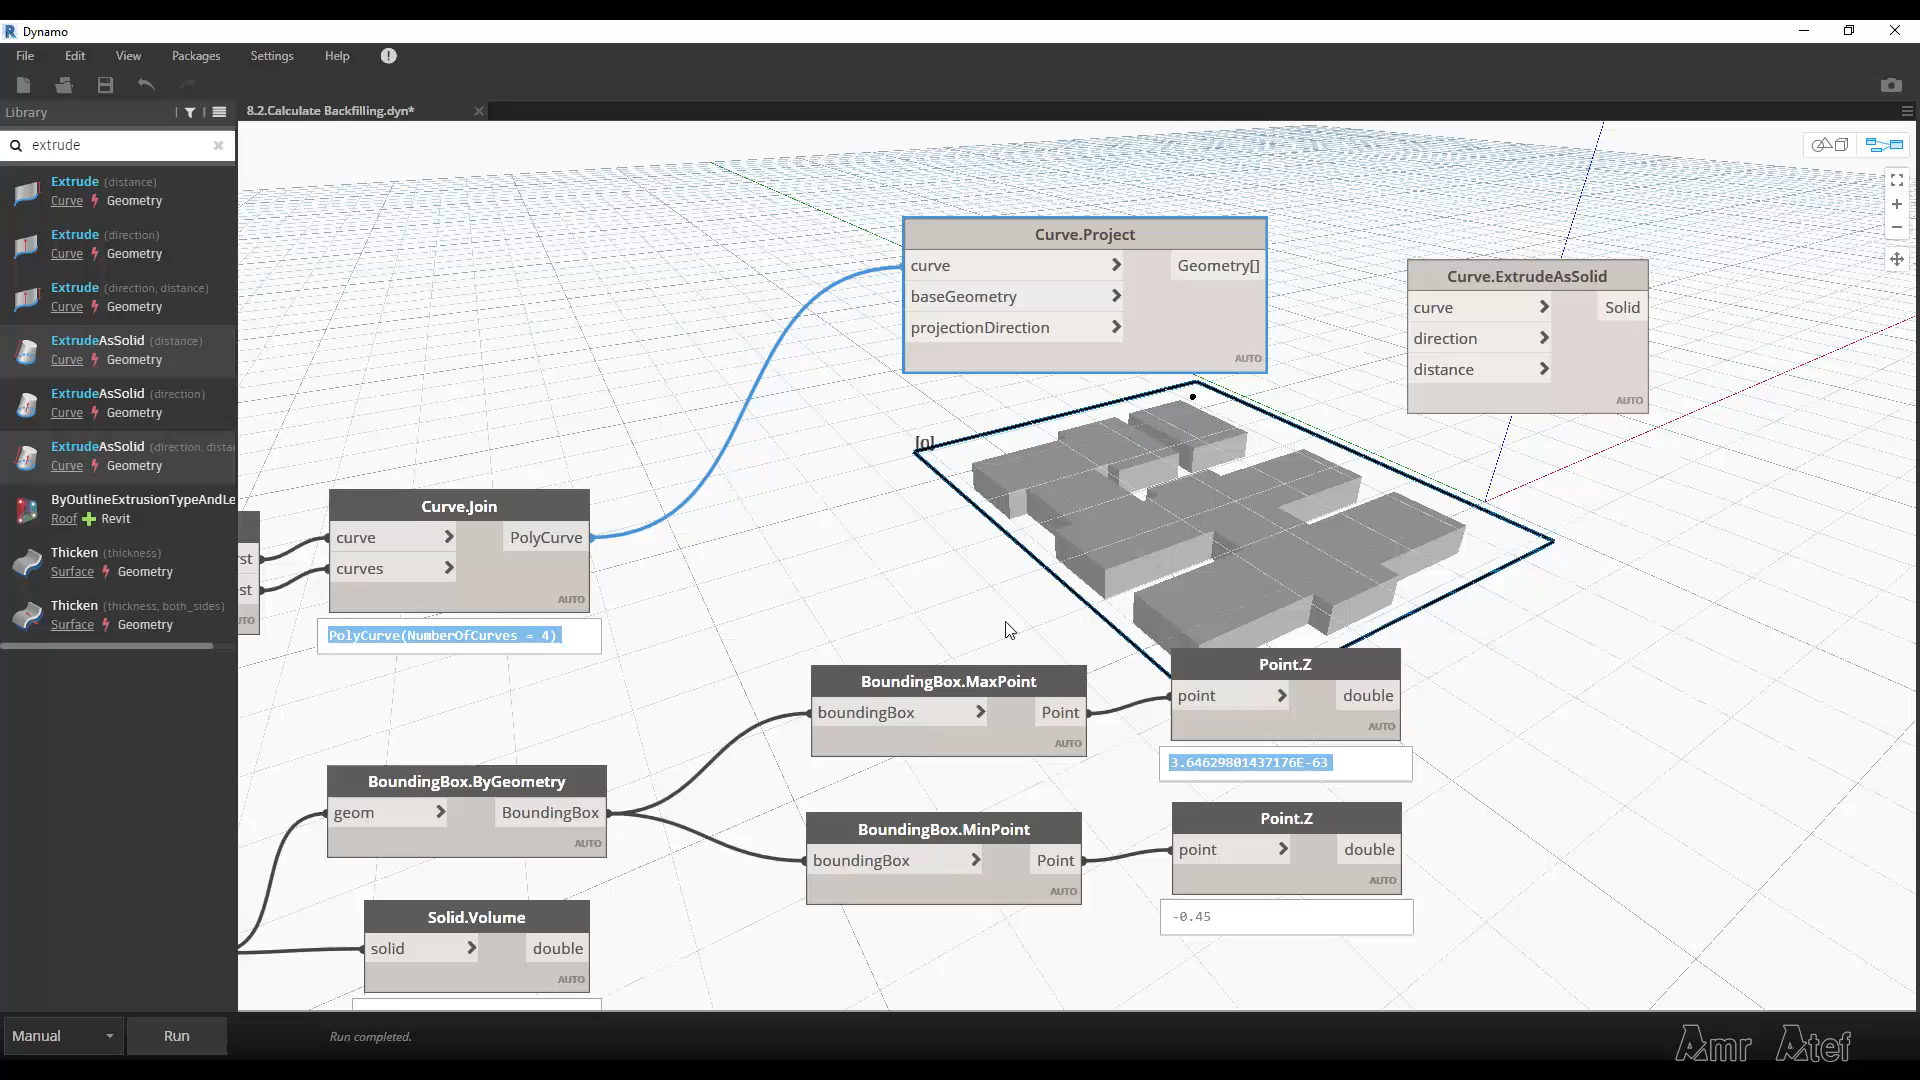 Dynamo
File Edit View Packages Settings Help
Library
8.2.Calculate Backfilling.dyn*
extrude
Extrude (distance)
Curve Geometry
Extrude (direction)
Curve Geometry
Extrude (direction, distance)
Curve Geometry
ExtrudeAsSolid (distance)
Curve Geometry
ExtrudeAsSolid (direction)
Curve Geometry
ExtrudeAsSolid (direction, dista
Curve Geometry
ByOutlineExtrusionTypeAndLe
Roof Revit
Thicken (thickness)
Surface Geometry
Thicken (thickness, both_sides)
Surface Geometry
Curve.Project
curve Geometry[]
baseGeometry
projectionDirection
AUTO
Curve.ExtrudeAsSolid
curve Solid
direction
distance
AUTO
[0]
rst
est
UTO
Curve.Join
curve PolyCurve
curves
AUTO
PolyCurve(NumberOfCurves = 4)
BoundingBox.MaxPoint
boundingBox Point
AUTO
Point.Z
point double
AUTO
3.64629801437176E-63
BoundingBox.ByGeometry
geom BoundingBox
AUTO
BoundingBox.MinPoint
boundingBox Point
AUTO
Point.Z
point double
AUTO
-0.45
Solid.Volume
solid double
AUTO
Manual Run Run completed.
Amr Atef